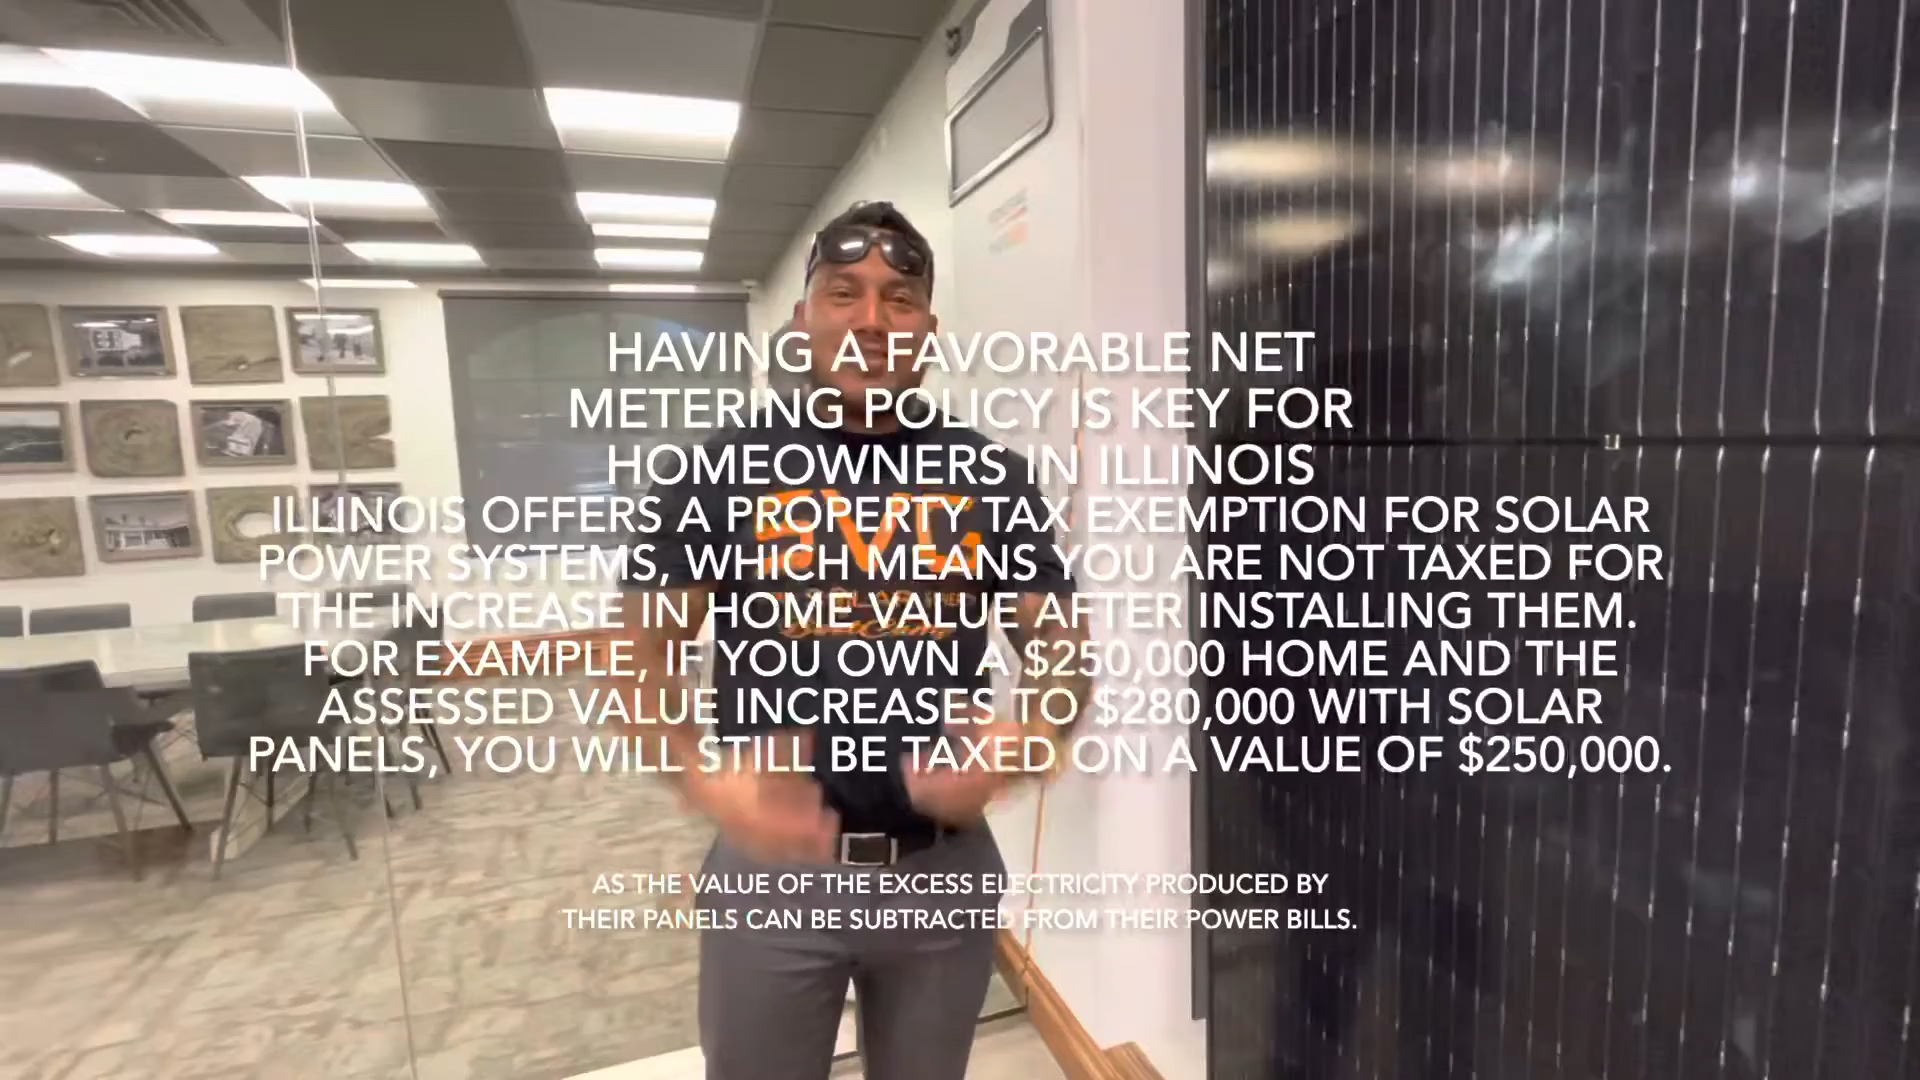 HAVING A FAVORABLE NET
METERING POLICY IS KEY FOR
HOMEOWNERS IN ILLINOIS
ILLINOIS OFFERS A PROPERTY TAX EXEMPTION FOR SOLAR
POWER SYSTEMS, WHICH MEANS YOU ARE NOT TAXED FOR
THE INCREASE IN HOME VALUE AFTER INSTALLING THEM.
FOR EXAMPLE, IF YOU OWN A $250,000 HOME AND THE
ASSESSED VALUE INCREASES TO $280,000 WITH SOLAR
PANELS, YOU WILL STILL BE TAXED ON A VALUE OF $250,000.
AS THE VALUE OF THE EXCESS ELECTRICITY PRODUCED BY
THEIR PANELS CAN BE SUBTRACTED FROM THEIR POWER BILLS.